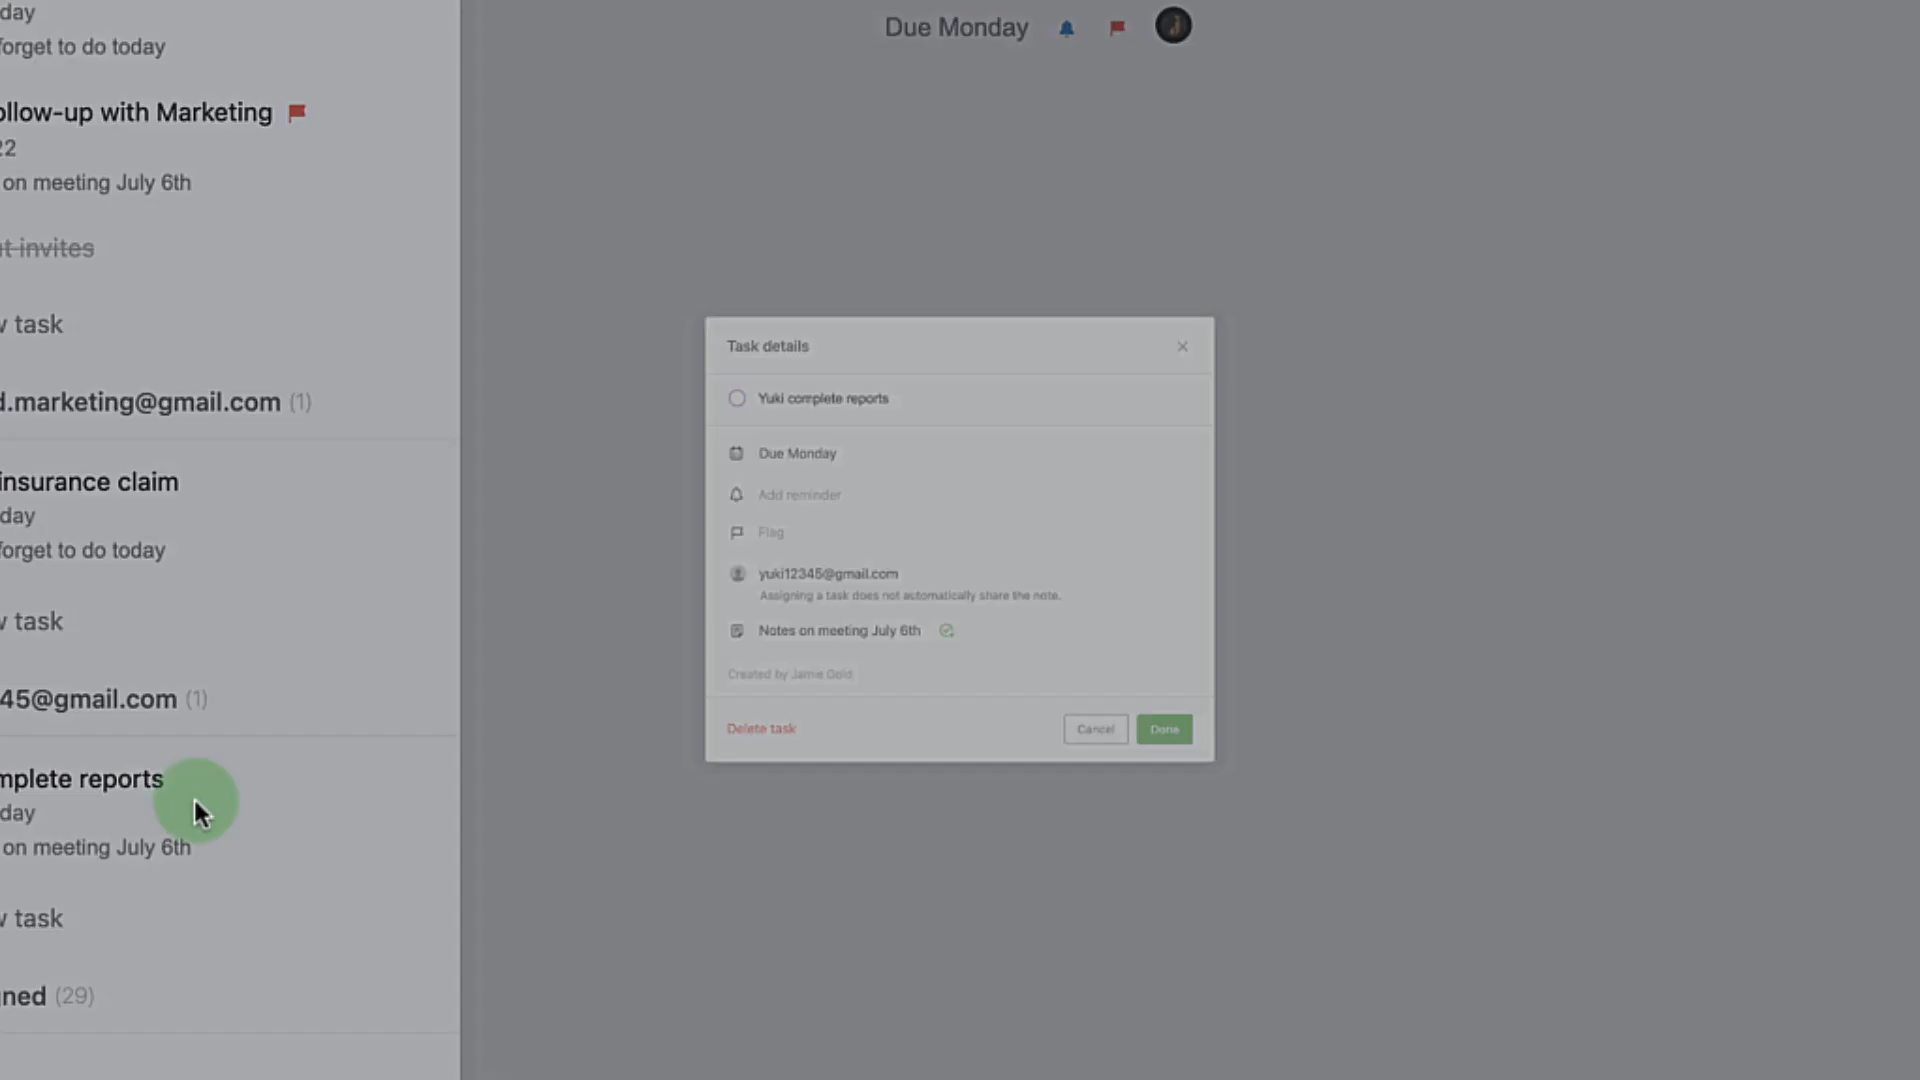 day
forget to do today
ollow-up with Marketing
22
on meeting July 6th
t invites
task
d.marketing@gmail.com (1)
insurance claim
day
forget to do today
task
45@gmail.com (1)
mplete reports
day
on meeting July 6th
task
ned (29)
Due Monday
Task details
Yuki complete reports
Due Monday
Add reminder
Flag
yuki12345@gmail.com
Assigning a task does not automatically share the note.
Notes on meeting July 6th
Created by Jamie Gold
Delete task
Cancel
Done